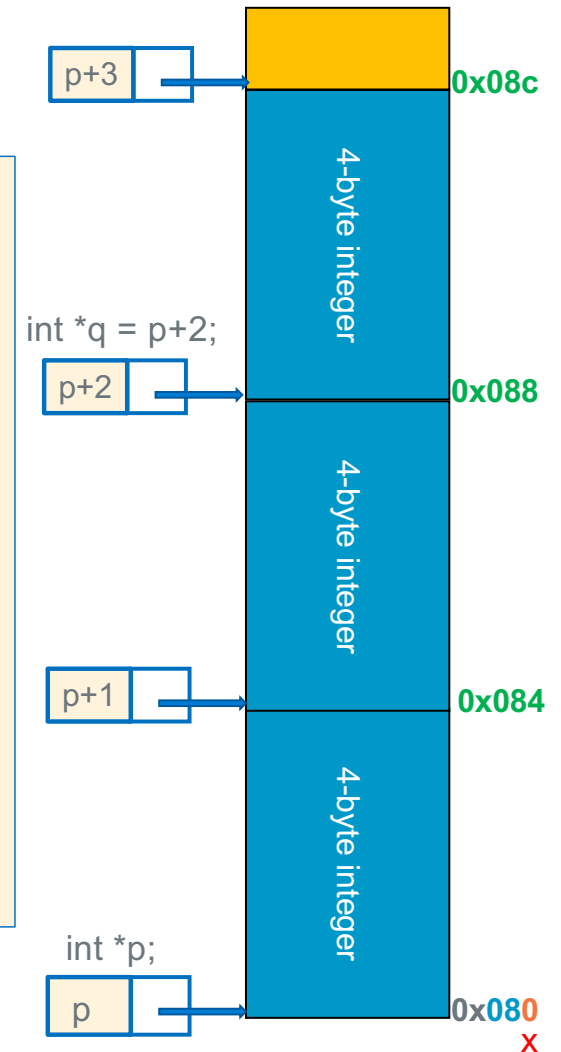 p+3
0x08c
4-byte integer
int *q = p+2;
p+2
0x088
4-byte integer
p+1
0x084
4-byte integer
int *p;
p
0x080
x